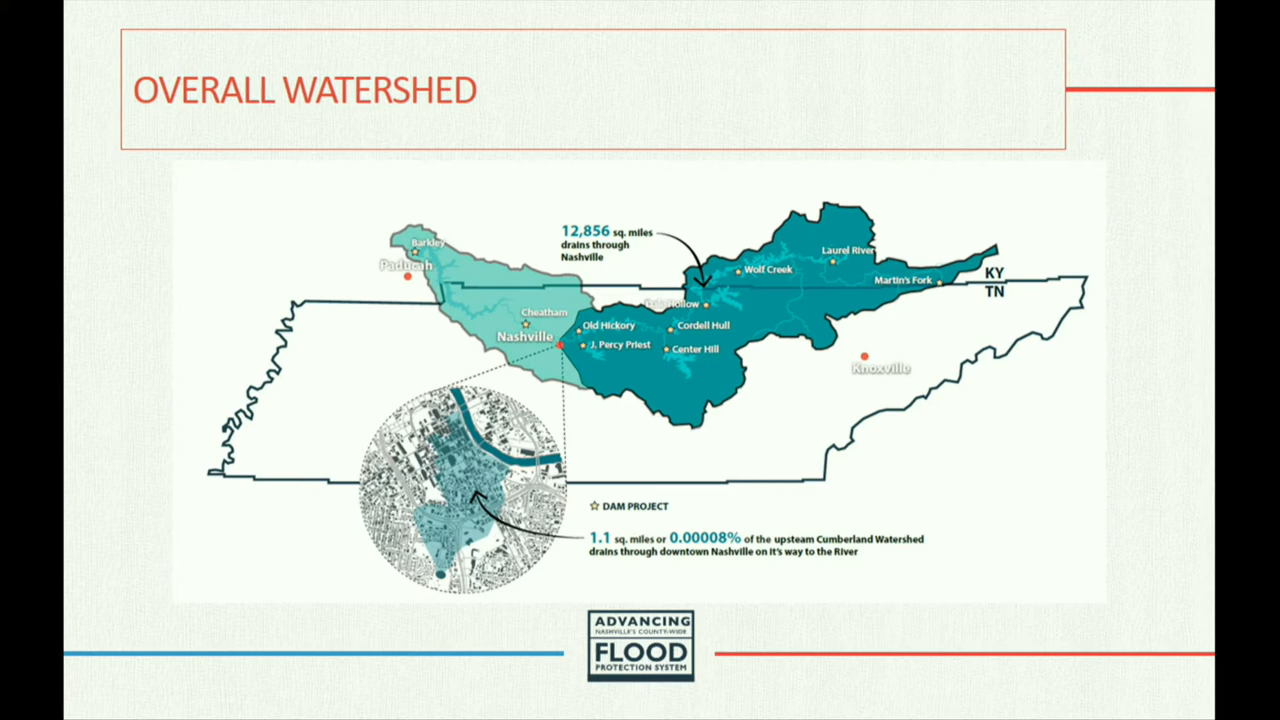 OVERALL WATERSHED
12,856 sq. miles
drains through
Nashville
Barkley
Paducah
Laurel River
Wolf Creek
Martin's Fork
KY
TN
Dale Hollow
Cheatham
Nashville
Old Hickory
Cordell Hull
J. Percy Priest
Center Hill
Knoxville
DAM PROJECT
1.1 sq. miles or 0.00008% of the upsteam Cumberland Watershed
drains through downtown Nashville on it's way to the River
ADVANCING
NASHVILLE'S COUNTY-WIDE
FLOOD
PROTECTION SYSTEM